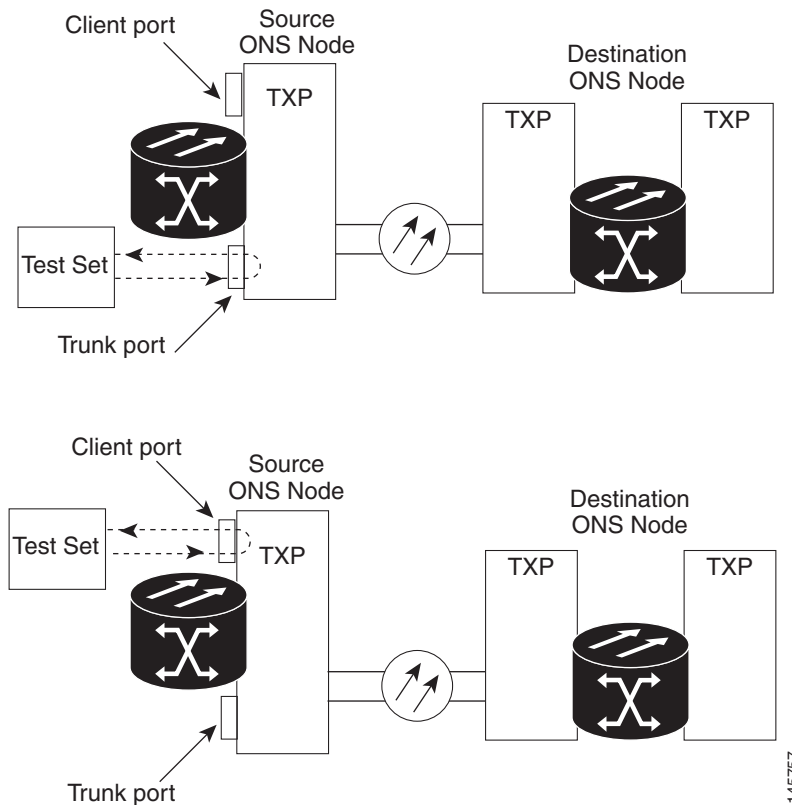 Client port
Source
ONS Node
Destination
ONS Node
TXP
TXP
TXP
Test Set
Trunk port
Client port
Source
ONS Node
Destination
ONS Node
Test Set
TXP
TXP
TXP
Trunk port
145757